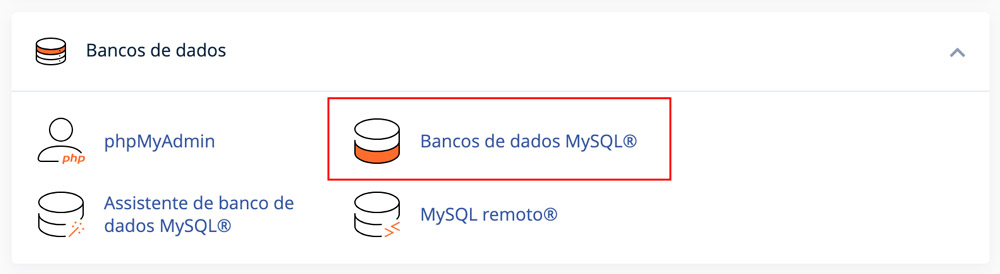 Bancos de dados
phpMyAdmin
php
Bancos de dados MySQL®
Assistente de banco de
dados MySQL®
MySQL remoto®